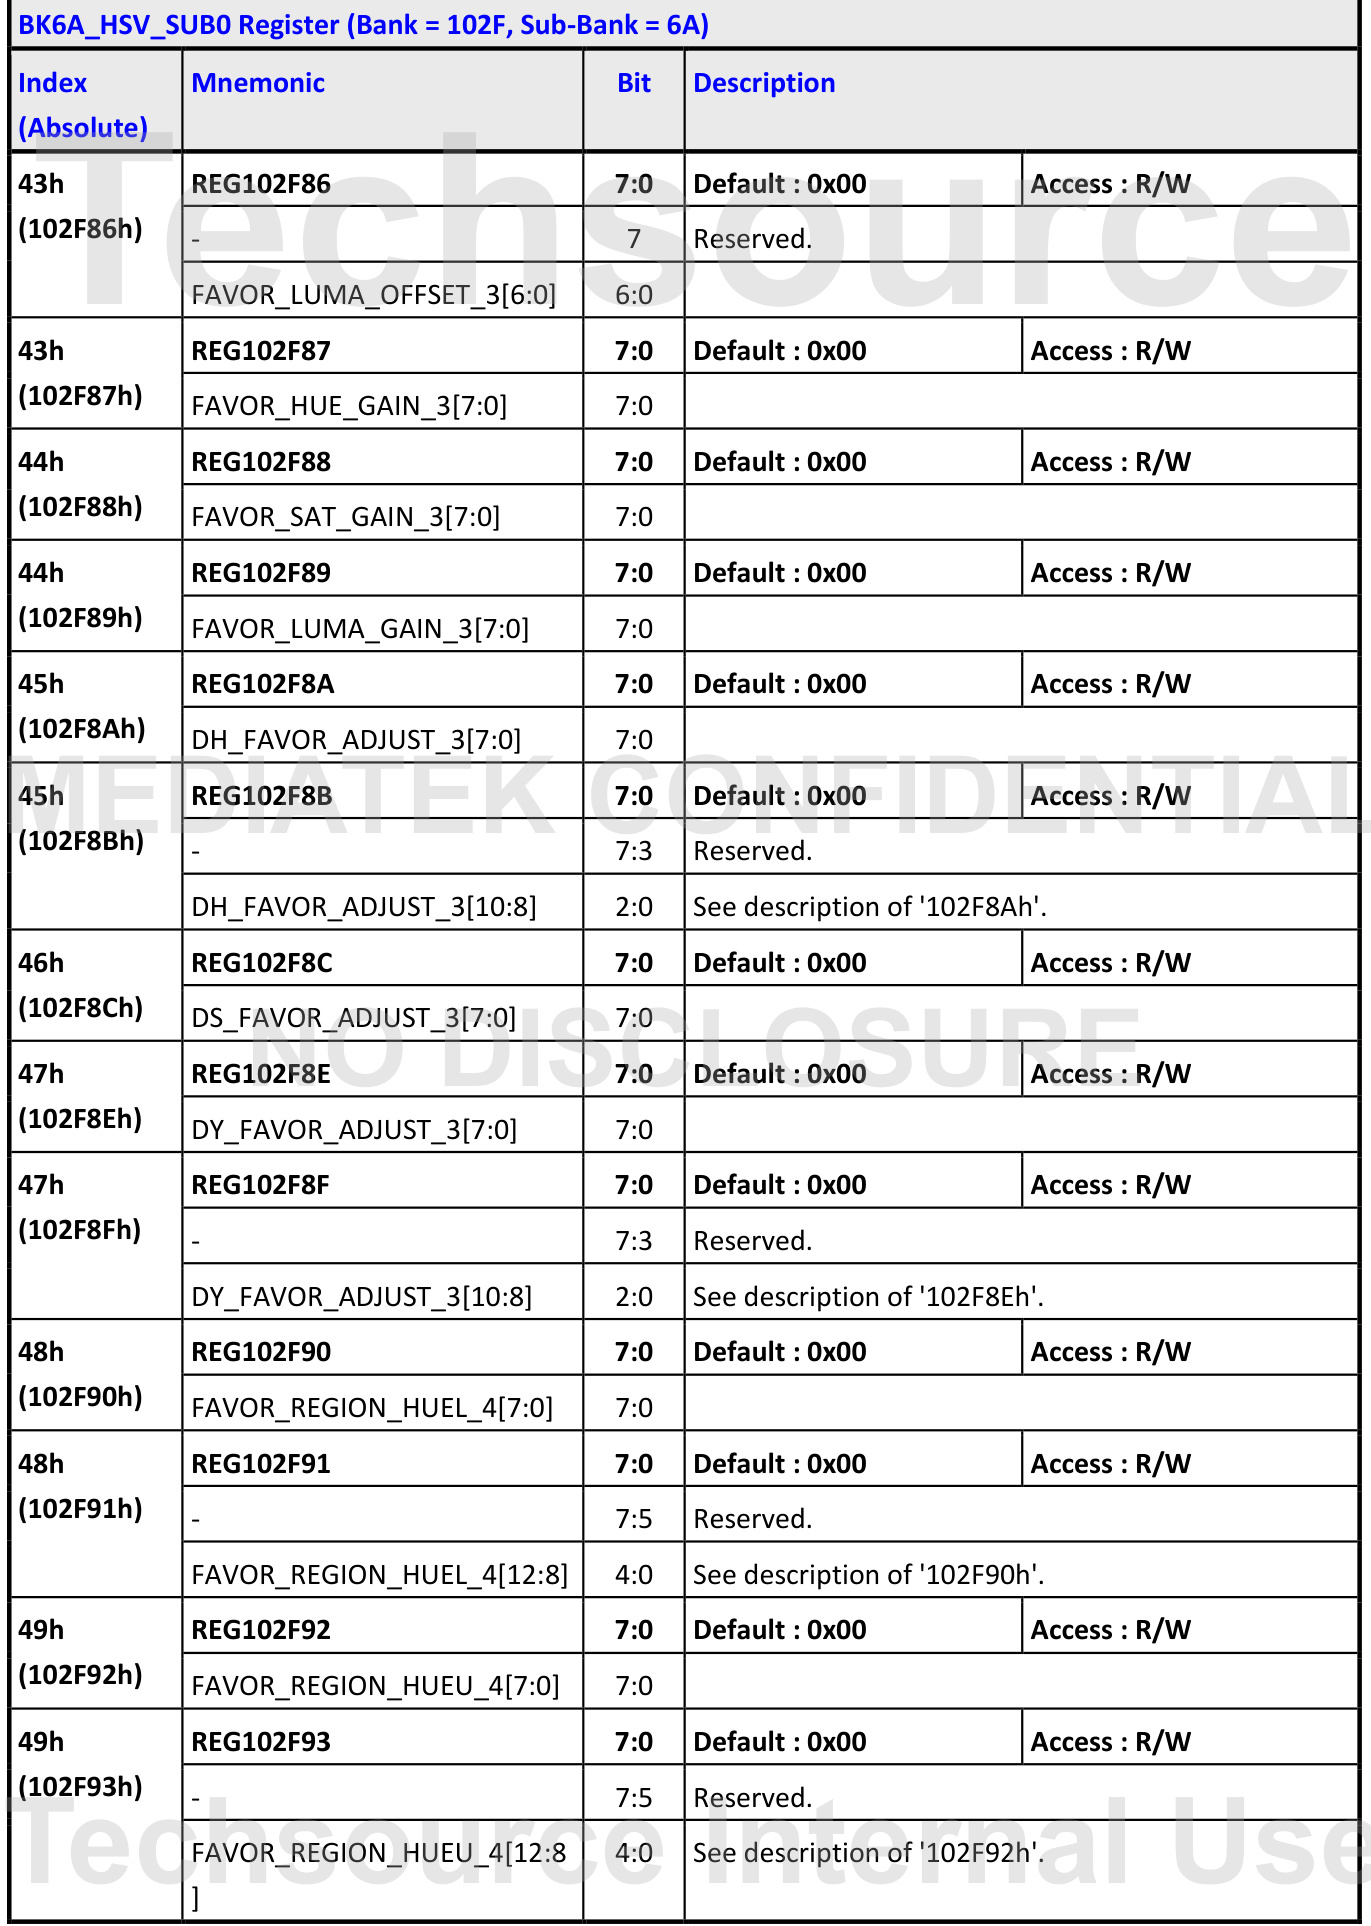 BK6A_HSV_SUB0 Register (Bank = 102F, Sub-Bank = 6A)
Index (Absolute) Mnemonic Bit Description
43h (102F86h) REG102F86 7:0 Default : 0x00 Access : R/W
- 7 Reserved.
FAVOR_LUMA_OFFSET_3[6:0] 6:0
43h (102F87h) REG102F87 7:0 Default : 0x00 Access : R/W
FAVOR_HUE_GAIN_3[7:0] 7:0
44h (102F88h) REG102F88 7:0 Default : 0x00 Access : R/W
FAVOR_SAT_GAIN_3[7:0] 7:0
44h (102F89h) REG102F89 7:0 Default : 0x00 Access : R/W
FAVOR_LUMA_GAIN_3[7:0] 7:0
45h (102F8Ah) REG102F8A 7:0 Default : 0x00 Access : R/W
DH_FAVOR_ADJUST_3[7:0] 7:0
45h (102F8Bh) REG102F8B 7:0 Default : 0x00 Access : R/W
- 7:3 Reserved.
DH_FAVOR_ADJUST_3[10:8] 2:0 See description of '102F8Ah'.
46h (102F8Ch) REG102F8C 7:0 Default : 0x00 Access : R/W
DS_FAVOR_ADJUST_3[7:0] 7:0
47h (102F8Eh) REG102F8E 7:0 Default : 0x00 Access : R/W
DY_FAVOR_ADJUST_3[7:0] 7:0
47h (102F8Fh) REG102F8F 7:0 Default : 0x00 Access : R/W
- 7:3 Reserved.
DY_FAVOR_ADJUST_3[10:8] 2:0 See description of '102F8Eh'.
48h (102F90h) REG102F90 7:0 Default : 0x00 Access : R/W
FAVOR_REGION_HUEL_4[7:0] 7:0
48h (102F91h) REG102F91 7:0 Default : 0x00 Access : R/W
- 7:5 Reserved.
FAVOR_REGION_HUEL_4[12:8] 4:0 See description of '102F90h'.
49h (102F92h) REG102F92 7:0 Default : 0x00 Access : R/W
FAVOR_REGION_HUEU_4[7:0] 7:0
49h (102F93h) REG102F93 7:0 Default : 0x00 Access : R/W
- 7:5 Reserved.
FAVOR_REGION_HUEU_4[12:8 4:0 See description of '102F92h'.
]
Techsource
MEDIATEK CONFIDENTIAL
NO DISCLOSURE
Techsource Internal Use